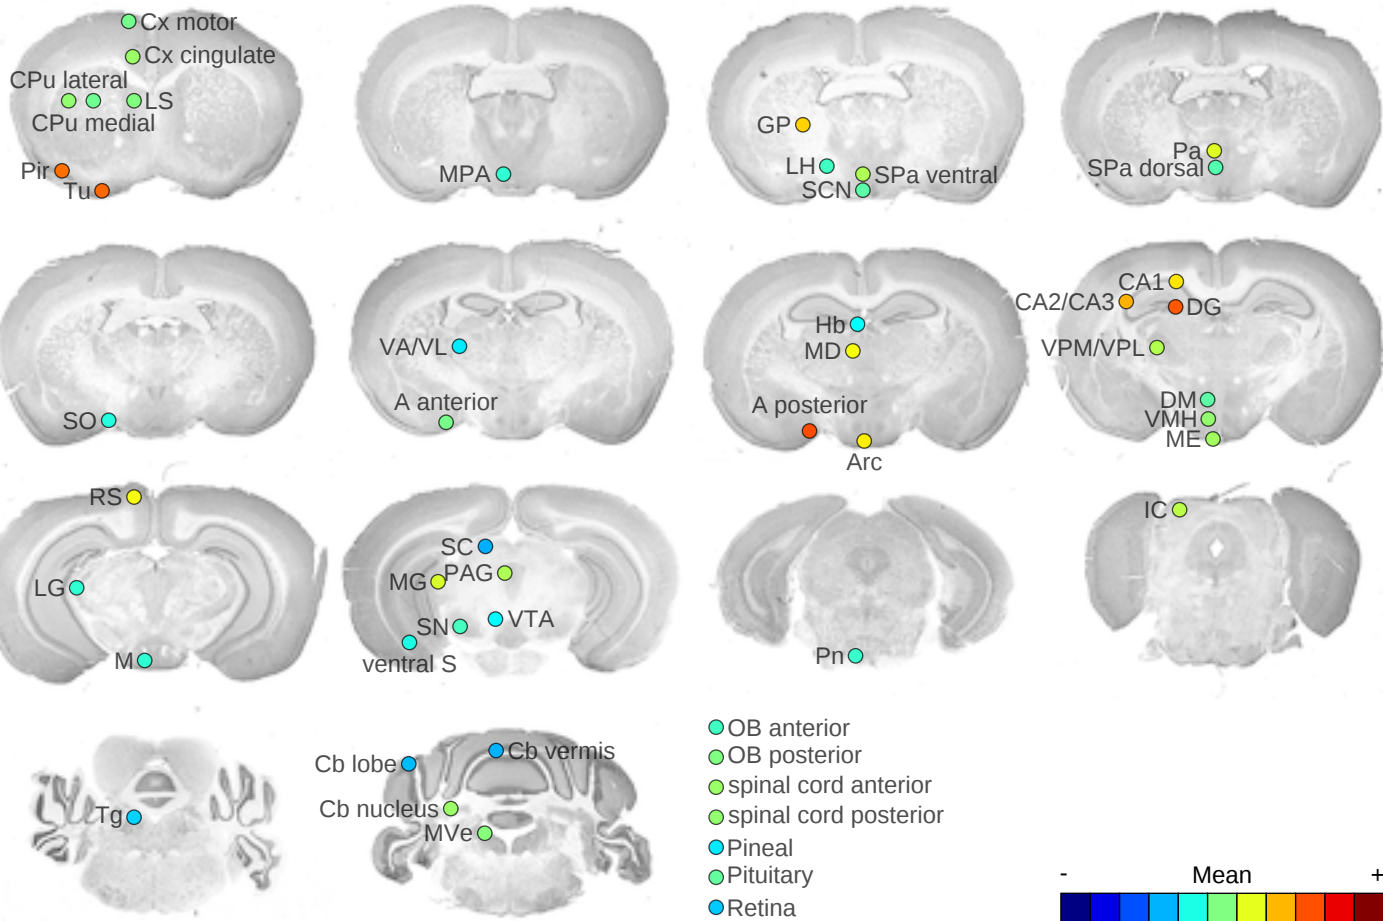 Cx motor
Cx cingulate
CPu lateral
LS
CPu medial
Pir
Tu
MPA
GP
LH
SPa ventral
SCN
Pa
SPa dorsal
SO
VA/VL
A anterior
Hb
MD
A posterior
Arc
CA1
CA2/CA3
DG
VPM/VPL
DM
VMH
ME
RS
LG
M
SC
PAG
MG
VTA
SN
ventral S
Pn
IC
Tg
Cb vermis
Cb lobe
Cb nucleus
MVe
OB anterior
OB posterior
spinal cord anterior
spinal cord posterior
Pineal
Pituitary
Retina
- Mean +